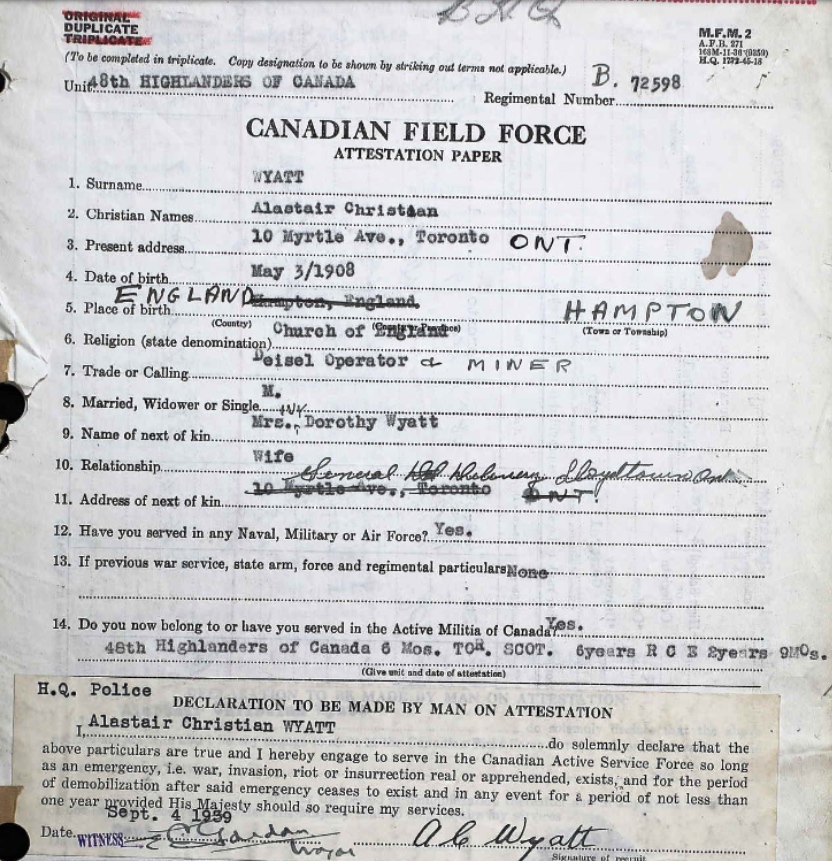 ORIGINAL
DUPLICATE
TRIPLICATE
M.F.M. 2
A.F.B. 271
H.Q. 1772-45-18
(To be completed in triplicate. Copy designation to be shown by striking out terms not applicable.)
Unit 48th HIGHLANDERS OF CANADA
Regimental Number B. 72598
CANADIAN FIELD FORCE
ATTESTATION PAPER
1. Surname WYATT
2. Christian Names Alastair Christian
3. Present address 10 Myrtle Ave., Toronto ONT.
4. Date of birth May 3/1908
5. Place of birth ENGLAND Hampton, England. HAMPTON
(Country) (County or Province) (Town or Township)
6. Religion (state denomination) Church of England
7. Trade or Calling Deisel Operator & MINER
8. Married, Widower or Single M.
9. Name of next of kin Mrs., Dorothy Wyatt
10. Relationship Wife
General Delivery Lloydtown Ont
11. Address of next of kin 10 Myrtle Ave., Toronto ONT.
12. Have you served in any Naval, Military or Air Force? Yes.
13. If previous war service, state arm, force and regimental particulars None
14. Do you now belong to or have you served in the Active Militia of Canada? Yes.
48th Highlanders of Canada 6 Mos. TOR. SCOT. 6years R C E 2years 9MOs.
(Give unit and date of attestation)
H.Q. Police
DECLARATION TO BE MADE BY MAN ON ATTESTATION
I, Alastair Christian WYATT do solemnly declare that the
above particulars are true and I hereby engage to serve in the Canadian Active Service Force so long
as an emergency, i.e. war, invasion, riot or insurrection real or apprehended, exists, and for the period
of demobilization after said emergency ceases to exist and in any event for a period of not less than
one year provided His Majesty should so require my services.
Date Sept. 4 1939
WITNESS Major
A C Wyatt
Signature of recruit